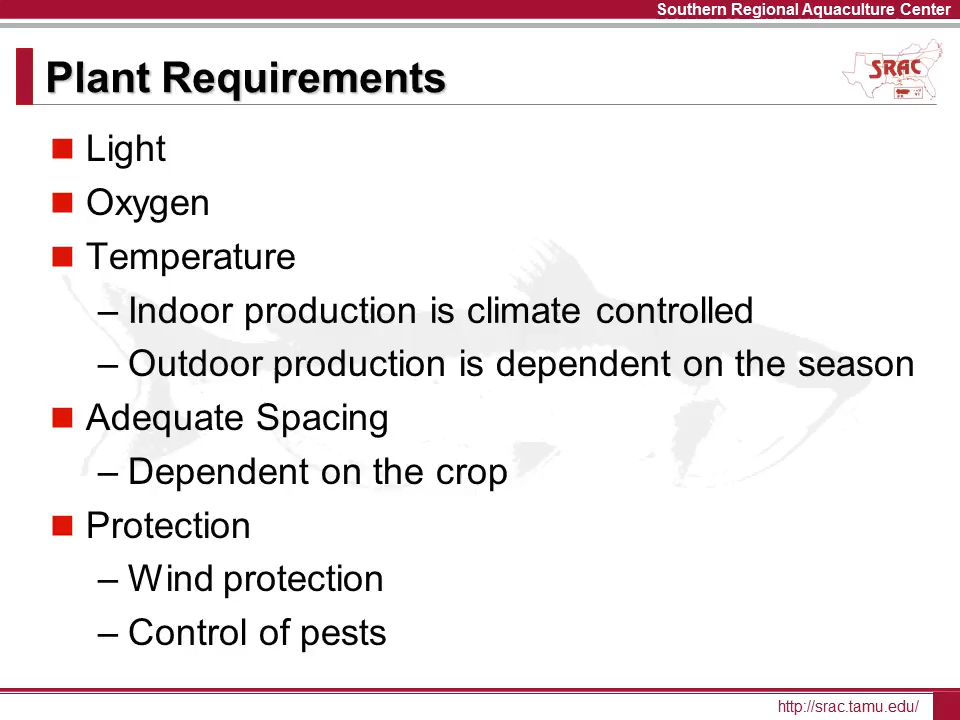 Southern Regional Aquaculture Center
Plant Requirements
SRAC
Light
Oxygen
Temperature
– Indoor production is climate controlled
– Outdoor production is dependent on the season
Adequate Spacing
– Dependent on the crop
Protection
– Wind protection
– Control of pests
http://srac.tamu.edu/